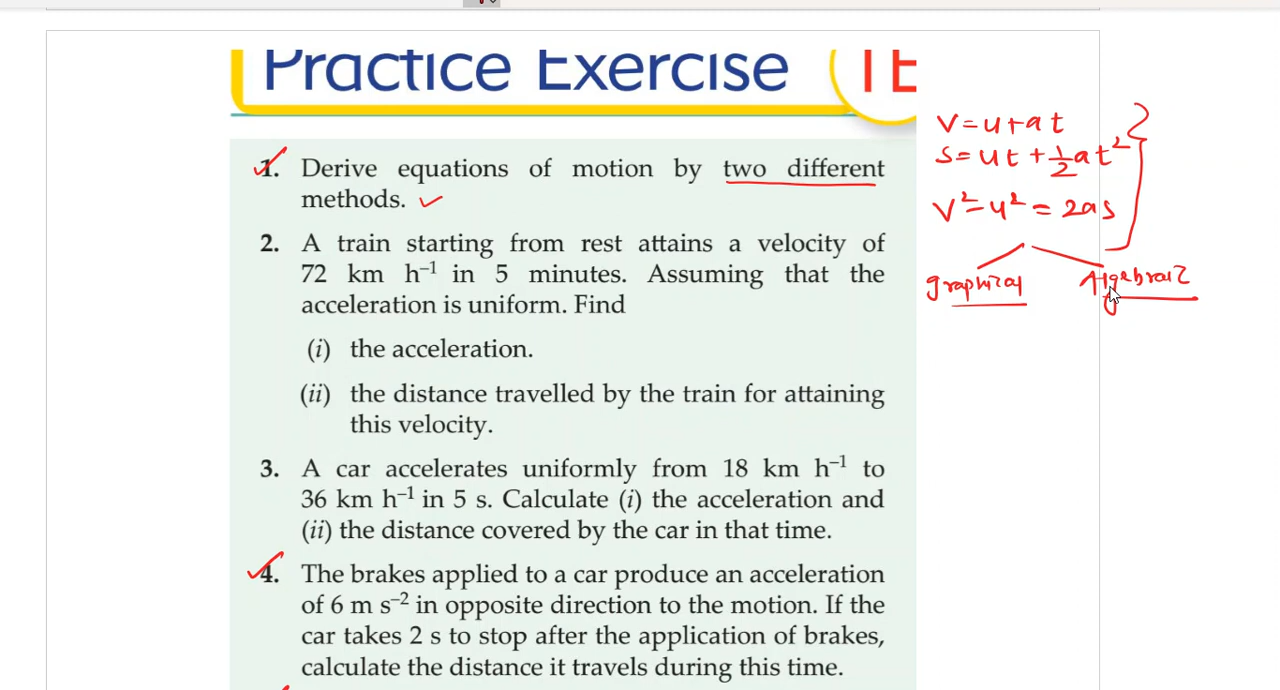 Practice Exercise
1. Derive equations of motion by two different
methods.
2. A train starting from rest attains a velocity of
72 km h⁻¹ in 5 minutes. Assuming that the
acceleration is uniform. Find
(i) the acceleration.
(ii) the distance travelled by the train for attaining
this velocity.
3. A car accelerates uniformly from 18 km h⁻¹ to
36 km h⁻¹ in 5 s. Calculate (i) the acceleration and
(ii) the distance covered by the car in that time.
4. The brakes applied to a car produce an acceleration
of 6 m s⁻² in opposite direction to the motion. If the
car takes 2 s to stop after the application of brakes,
calculate the distance it travels during this time.
v=u+at
s=ut+½at²
v²-u²=2as
graphical Algebraic